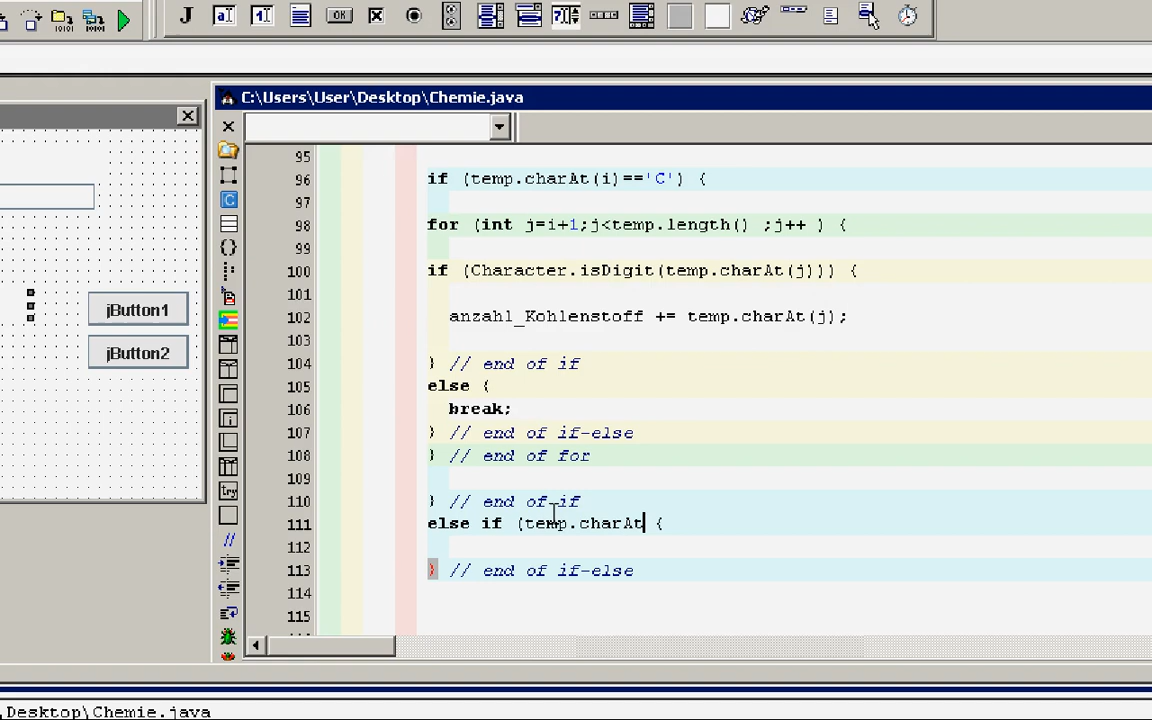 J
OK
C:\Users\User\Desktop\Chemie.java
95
96 if (temp.charAt(i)=='C') {
97
98 for (int j=i+1;j<temp.length() ;j++ ) {
99
100 if (Character.isDigit(temp.charAt(j))) {
101
102 anzahl_Kohlenstoff += temp.charAt(j);
103
104 } // end of if
105 else {
106 break;
107 } // end of if-else
108 } // end of for
109
110 } // end of if
111 else if (temp.charAt {
112
113 } // end of if-else
114
115
jButton1
jButton2
try
\Desktop\Chemie.java